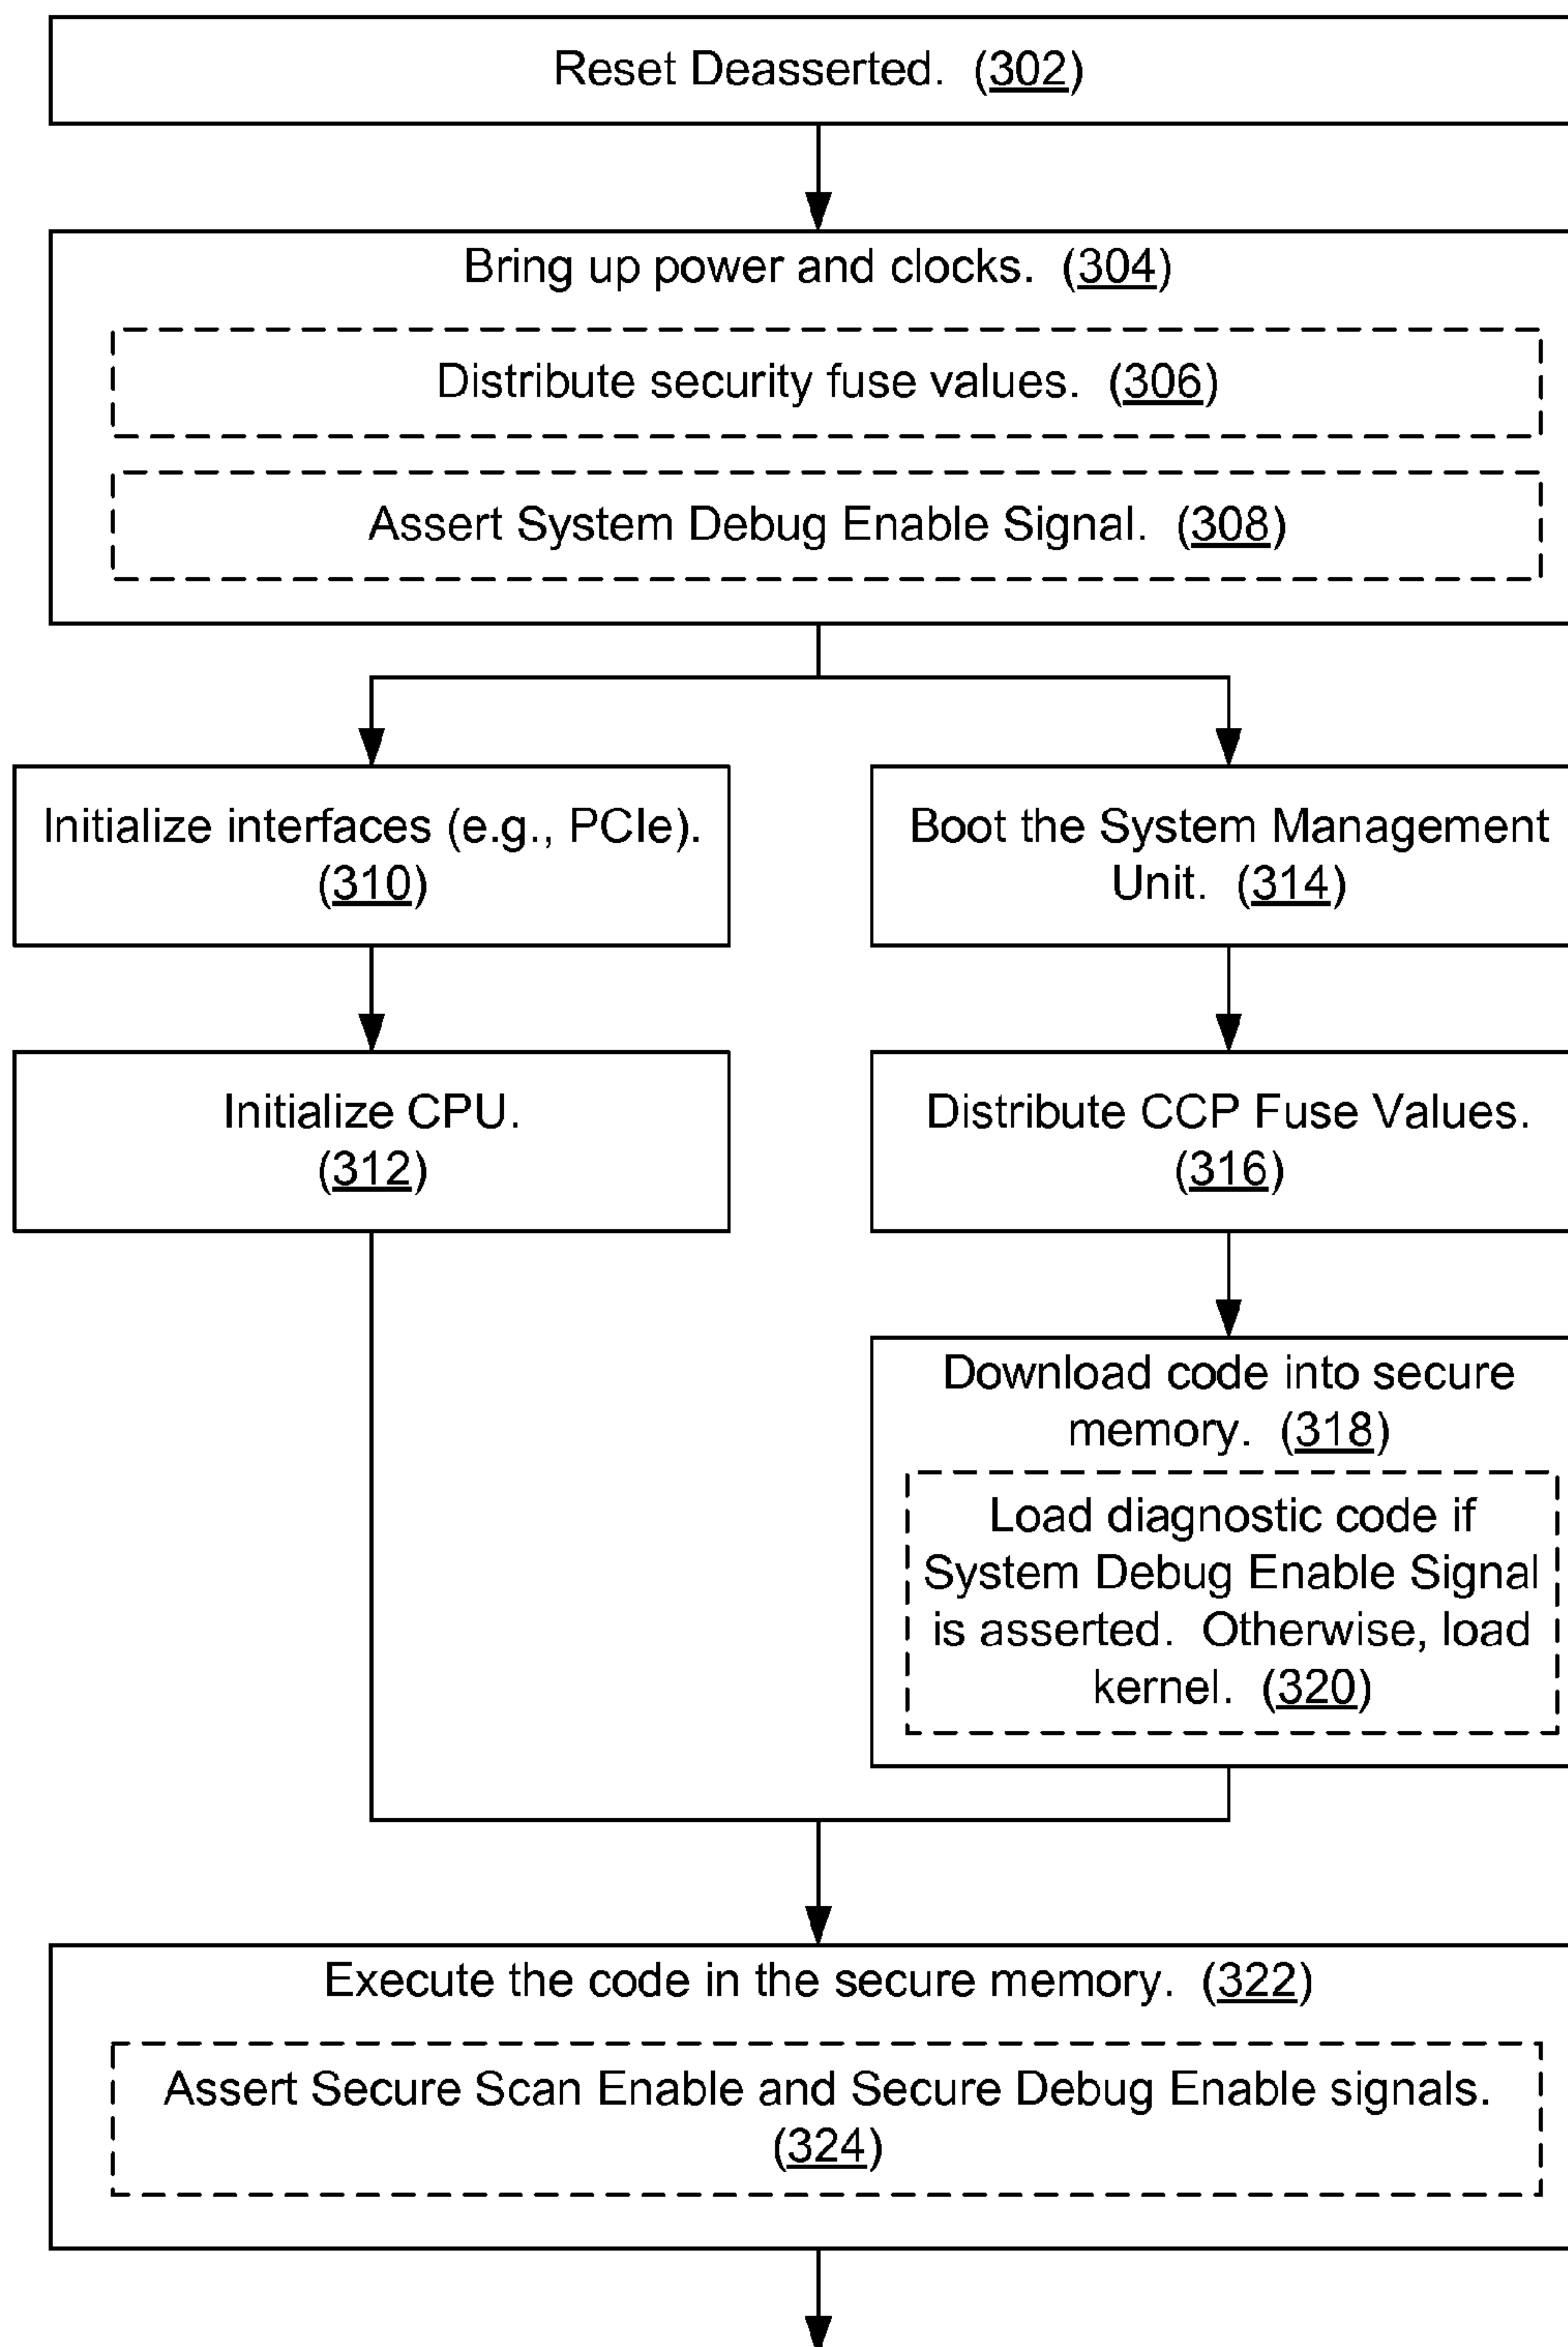 Reset Deasserted. (302)
Bring up power and clocks. (304)
Distribute security fuse values. (306)
Assert System Debug Enable Signal. (308)
Initialize interfaces (e.g., PCIe).
(310)
Boot the System Management
Unit. (314)
Initialize CPU.
(312)
Distribute CCP Fuse Values.
(316)
Download code into secure
memory. (318)
Load diagnostic code if
System Debug Enable Signal
is asserted. Otherwise, load
kernel. (320)
Execute the code in the secure memory. (322)
Assert Secure Scan Enable and Secure Debug Enable signals.
(324)